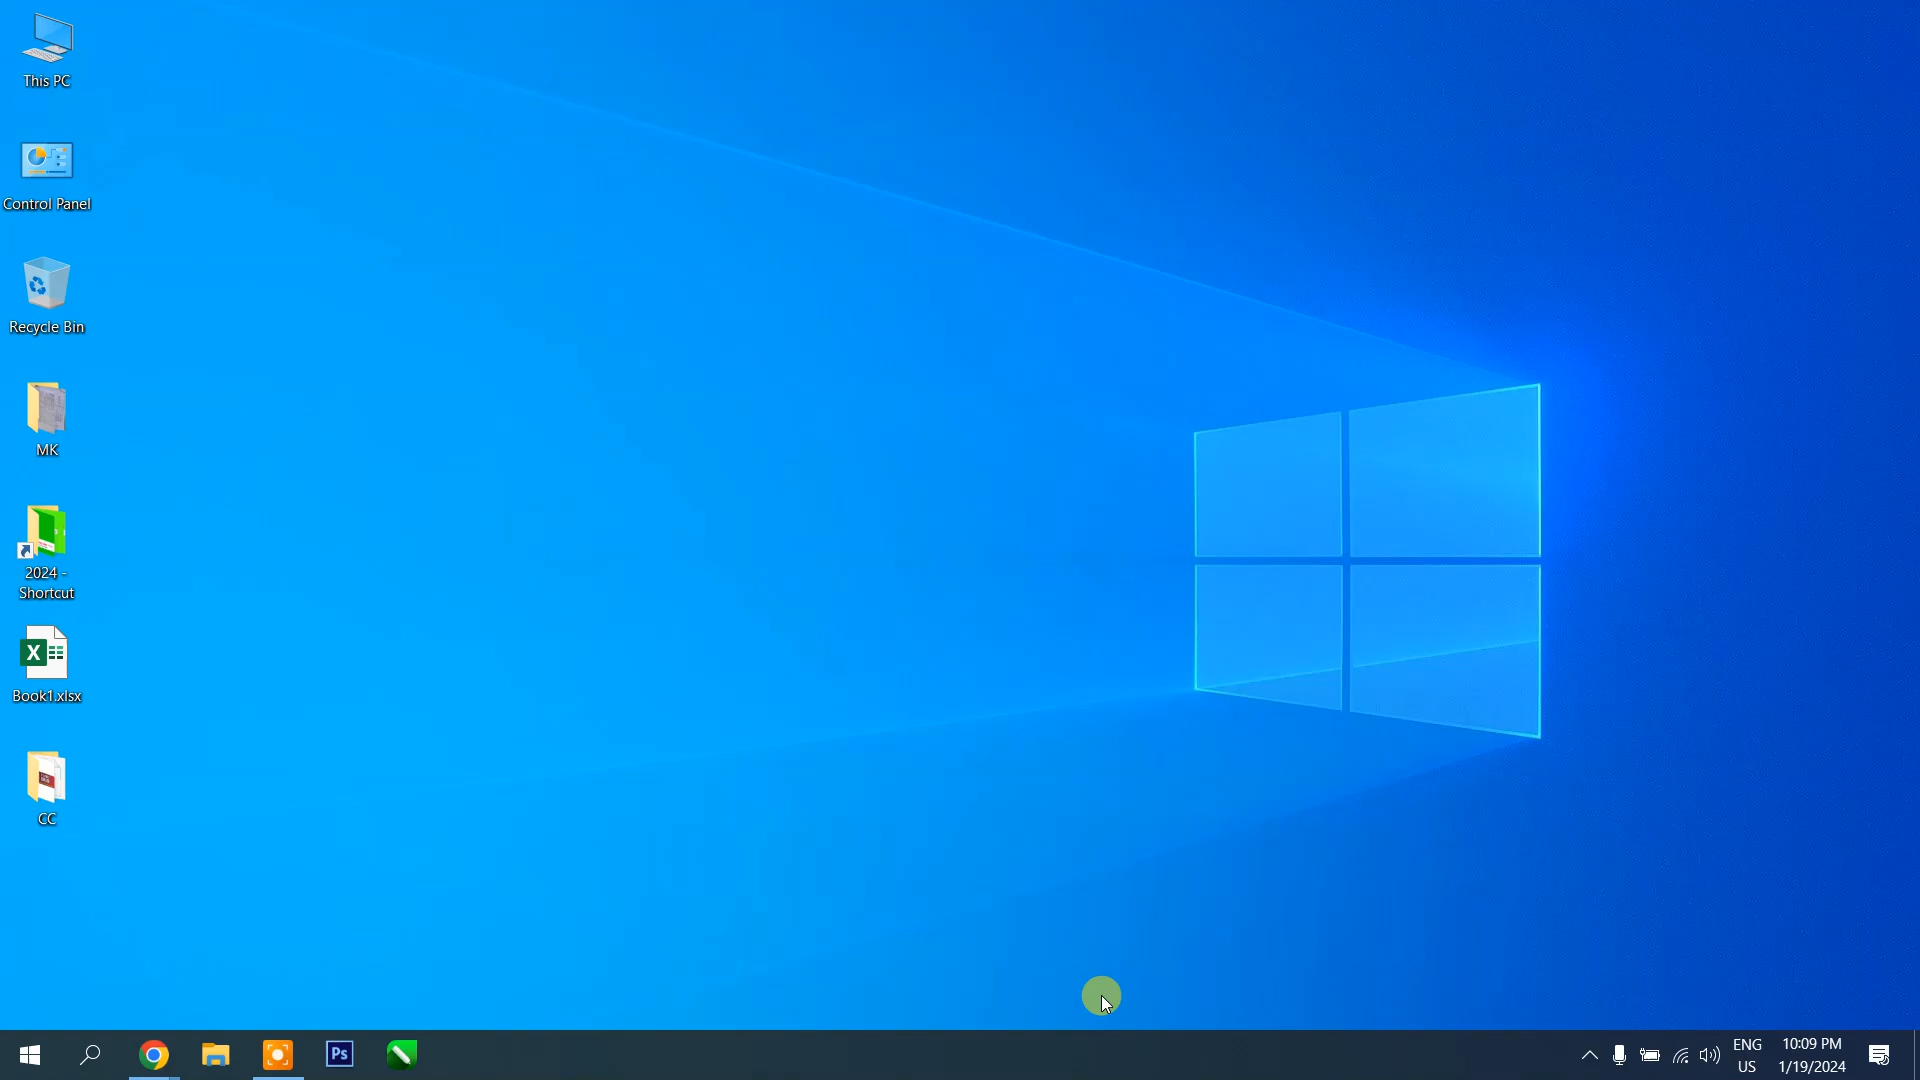 This PC
Control Panel
Recycle Bin
MK
2024 -
Shortcut
X
Book1.xlsx
CC
Ps
ENG
US
10:09 PM
1/19/2024